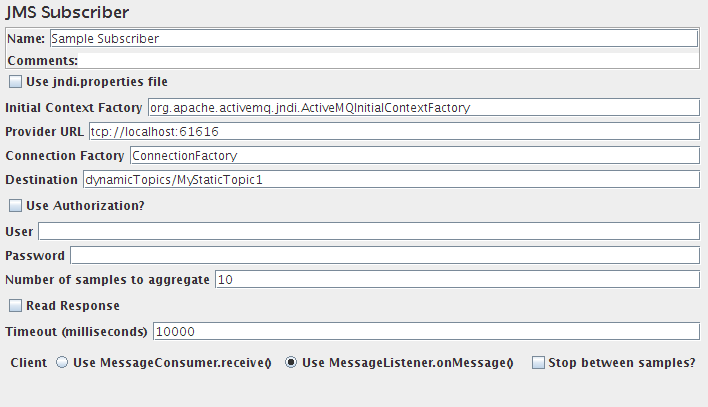 JMS Subscriber
Name: Sample Subscriber
Comments:
Use jndi.properties file
Initial Context Factory org.apache.activemq.jndi.ActiveMQInitialContextFactory
Provider URL tcp://localhost:61616
Connection Factory ConnectionFactory
Destination dynamicTopics/MyStaticTopic1
Use Authorization?
User
Password
Number of samples to aggregate 10
Read Response
Timeout (milliseconds) 10000
Client Use MessageConsumer.receive() Use MessageListener.onMessage() Stop between samples?